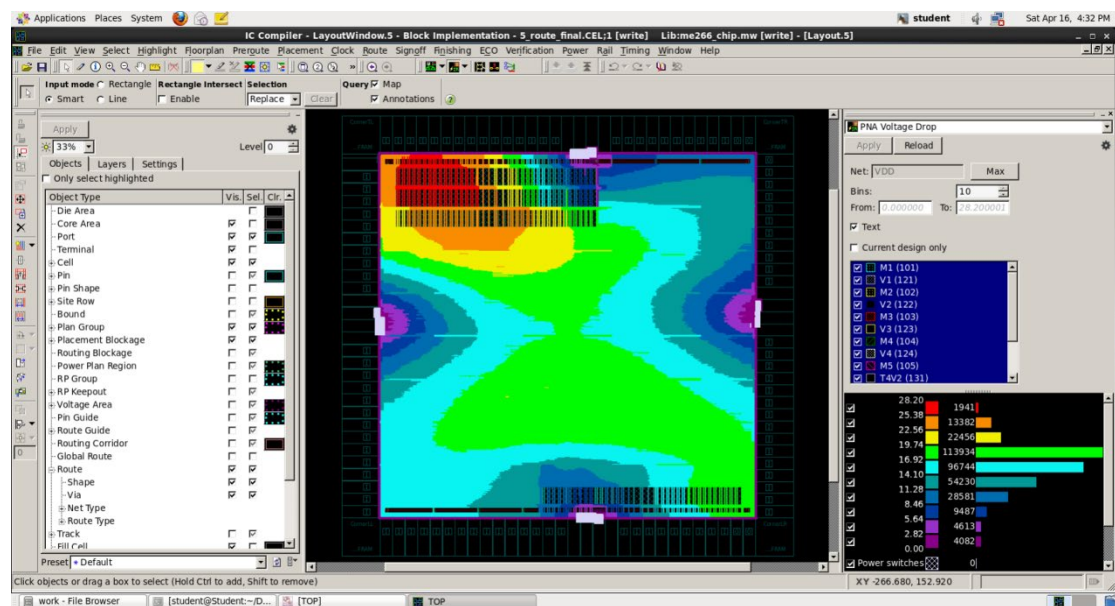 Applications Places System student Sat Apr 16, 4:32 PM
IC Compiler - LayoutWindow.5 - Block Implementation - 5_route_final.CEL;1 [write] Lib:me266_chip.mw [write] - [Layout.5]
File Edit View Select Highlight Floorplan Preroute Placement Clock Route Signoff Finishing ECO Verification Power Rail Timing Window Help
Input mode Rectangle Rectangle Intersect Selection Query Map
Smart Line Enable Replace Clear Annotations
Apply
33% Level 0
Objects Layers Settings
Only select highlighted
Object Type Vis. Sel. Clr.
Die Area
Core Area
Port
Terminal
Cell
Pin
Pin Shape
Site Row
Bound
Plan Group
Placement Blockage
Routing Blockage
Power Plan Region
RP Group
RP Keepout
Voltage Area
Pin Guide
Route Guide
Routing Corridor
Global Route
Route
Shape
Via
Net Type
Route Type
Track
Fill Cell
Preset Default
0
PNA Voltage Drop
Apply Reload
Net: VDD Max
Bins: 10
From: 0.000000 To: 28.200001
Text
Current design only
M1 (101)
V1 (121)
M2 (102)
V2 (122)
M3 (103)
V3 (123)
M4 (104)
V4 (124)
M5 (105)
T4V2 (131)
28.20
1941
25.38
13382
22.56
22456
19.74
113934
16.92
96744
14.10
54230
11.28
28581
8.46
9487
5.64
4613
2.82
4082
0.00
Power switches 0
Click objects or drag a box to select (Hold Ctrl to add, Shift to remove) XY -266.680, 152.920
work - File Browser [student@Student:~/D... [TOP] TOP